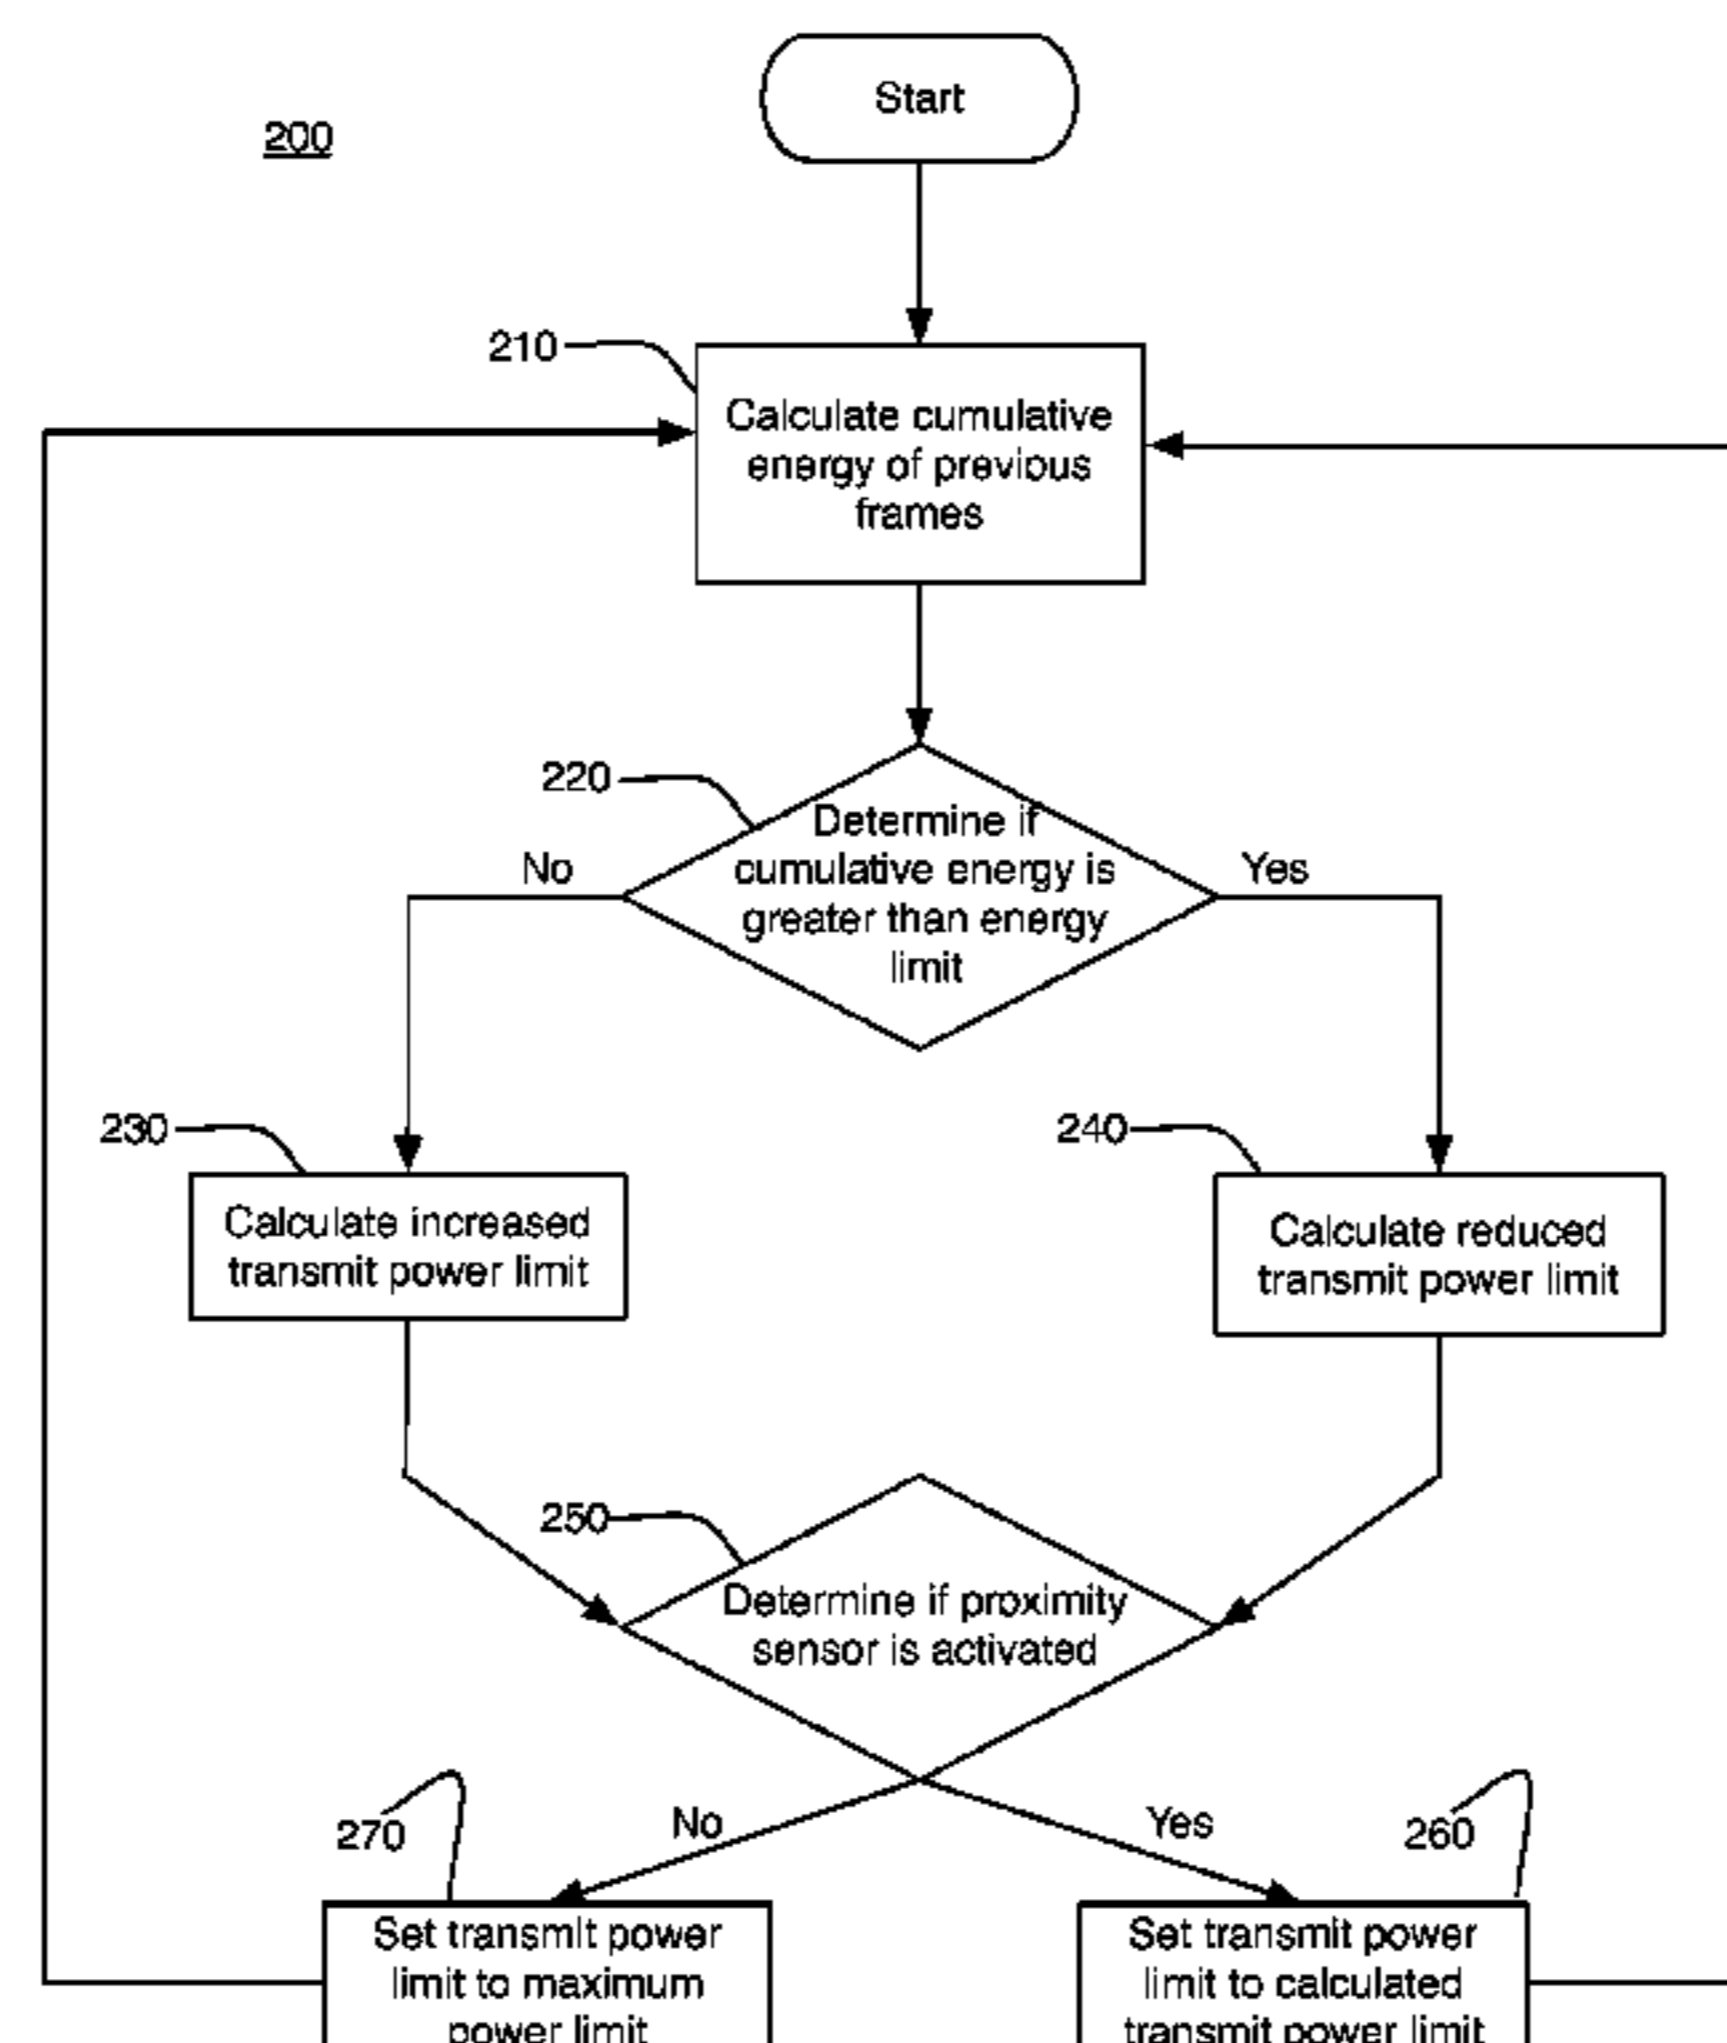 Start
200
210
Calculate cumulative
energy of previous
frames
220
Determine if
cumulative energy is
greater than energy
limit
No
Yes
230
Calculate increased
transmit power limit
240
Calculate reduced
transmit power limit
250
Determine if proximity
sensor is activated
No
Yes
270
Set transmit power
limit to maximum
power limit
260
Set transmit power
limit to calculated
transmit power limit